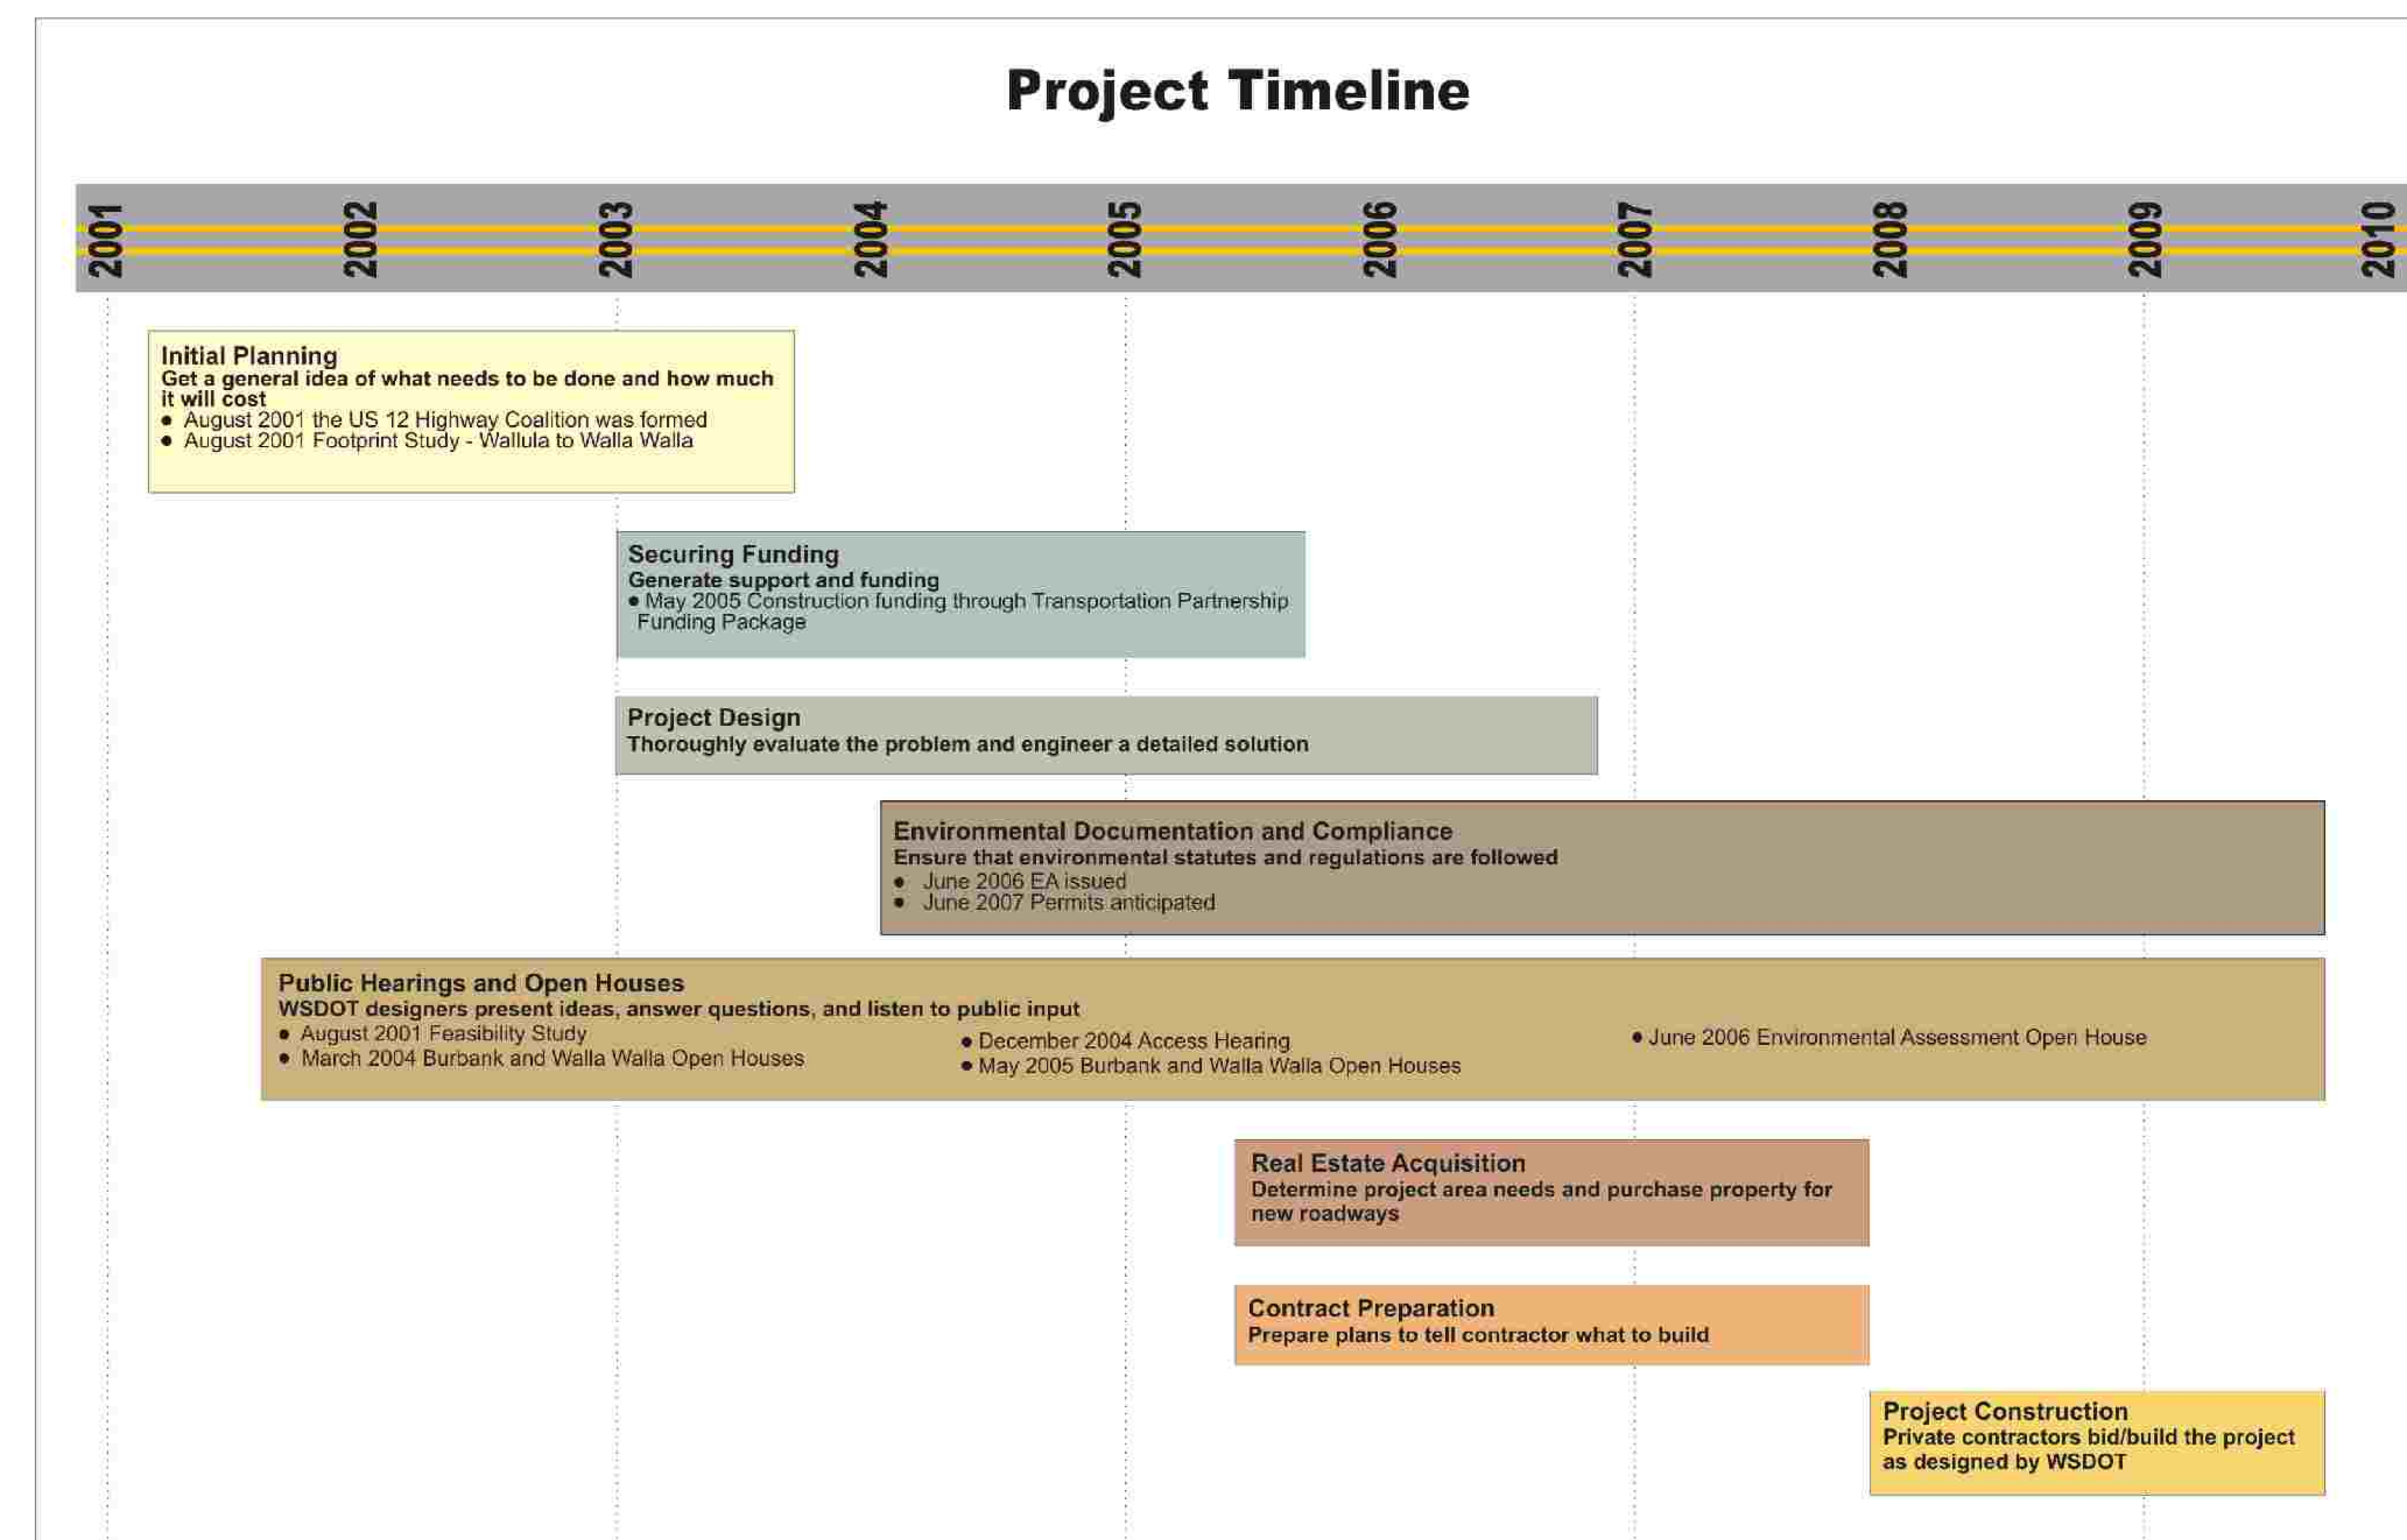 Project Timeline
2001 2002 2003 2004 2005 2006 2007 2008 2009 2010
Initial Planning
Get a general idea of what needs to be done and how much
it will cost
● August 2001 the US 12 Highway Coalition was formed
● August 2001 Footprint Study - Wallula to Walla Walla
Securing Funding
Generate support and funding
● May 2005 Construction funding through Transportation Partnership
Funding Package
Project Design
Thoroughly evaluate the problem and engineer a detailed solution
Environmental Documentation and Compliance
Ensure that environmental statutes and regulations are followed
● June 2006 EA issued
● June 2007 Permits anticipated
Public Hearings and Open Houses
WSDOT designers present ideas, answer questions, and listen to public input
● August 2001 Feasibility Study
● March 2004 Burbank and Walla Walla Open Houses
● December 2004 Access Hearing
● May 2005 Burbank and Walla Walla Open Houses
● June 2006 Environmental Assessment Open House
Real Estate Acquisition
Determine project area needs and purchase property for
new roadways
Contract Preparation
Prepare plans to tell contractor what to build
Project Construction
Private contractors bid/build the project
as designed by WSDOT